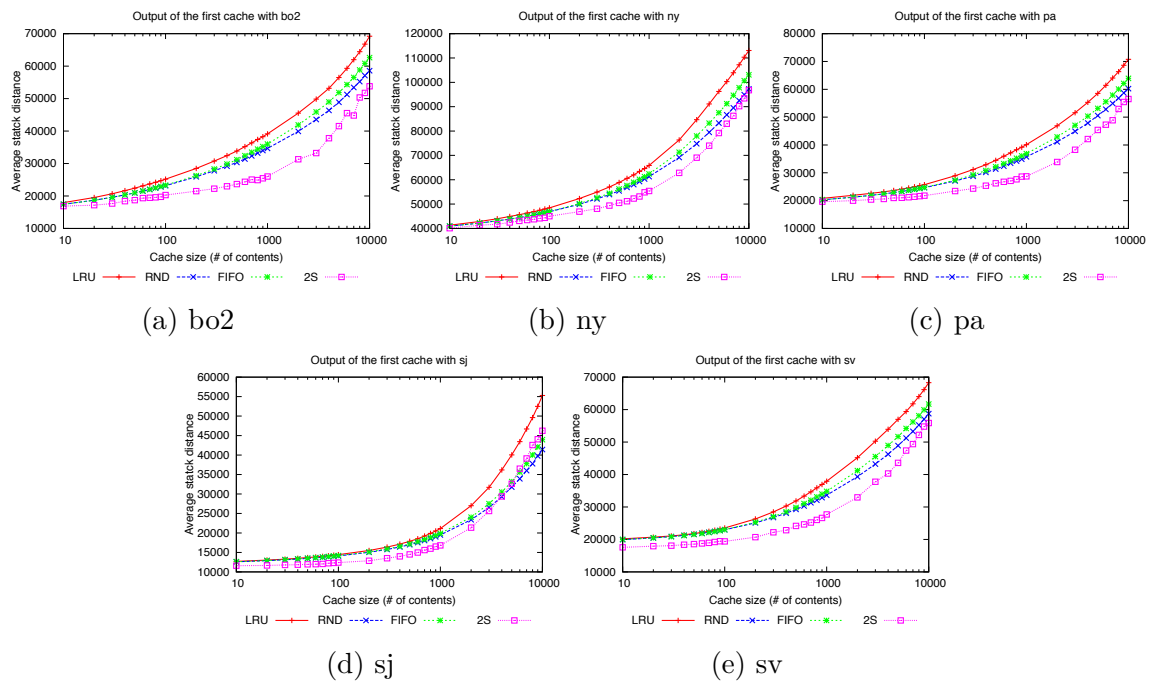 Output of the first cache with bo2
Average statck distance
70000
60000
50000
40000
30000
20000
10000
10 100 1000 10000
Cache size (# of contents)
LRU RND FIFO 2S
(a) bo2
Output of the first cache with ny
Average statck distance
120000
110000
100000
90000
80000
70000
60000
50000
40000
10 100 1000 10000
Cache size (# of contents)
LRU RND FIFO 2S
(b) ny
Output of the first cache with pa
Average statck distance
80000
70000
60000
50000
40000
30000
20000
10000
10 100 1000 10000
Cache size (# of contents)
LRU RND FIFO 2S
(c) pa
Output of the first cache with sj
Average statck distance
60000
55000
50000
45000
40000
35000
30000
25000
20000
15000
10000
10 100 1000 10000
Cache size (# of contents)
LRU RND FIFO 2S
(d) sj
Output of the first cache with sv
Average statck distance
70000
60000
50000
40000
30000
20000
10000
10 100 1000 10000
Cache size (# of contents)
LRU RND FIFO 2S
(e) sv